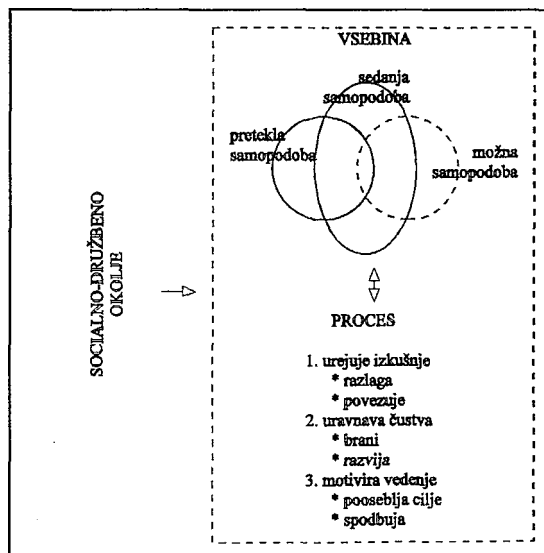 VSEBINA
sedanja
samopodoba
pretekla
samopodoba
možna
samopodoba
SOCIALNO-DRUŽBENO
OKOLJE
PROCES
1. urejuje izkušnje
* razlaga
* povezuje
2. uravnava čustva
* brani
* razvija
3. motivira vedenje
* pooseblja cilje
* spodbuja